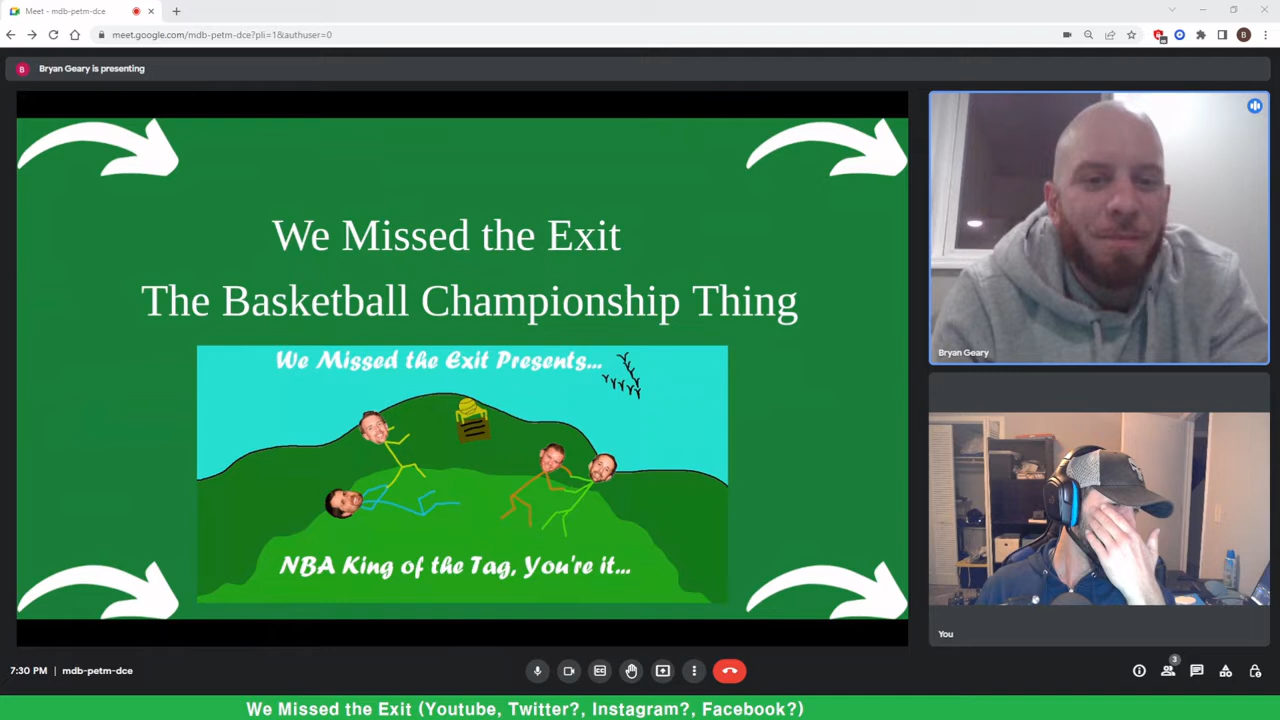 Meet - mdb-petm-dce
meet.google.com/mdb-petm-dce?pli=1&authuser=0
B
B
Bryan Geary is presenting
We Missed the Exit
The Basketball Championship Thing
We Missed the Exit Presents...
NBA King of the Tag, You're it...
Bryan Geary
You
7:30 PM | mdb-petm-dce
3
We Missed the Exit (Youtube, Twitter?, Instagram?, Facebook?)